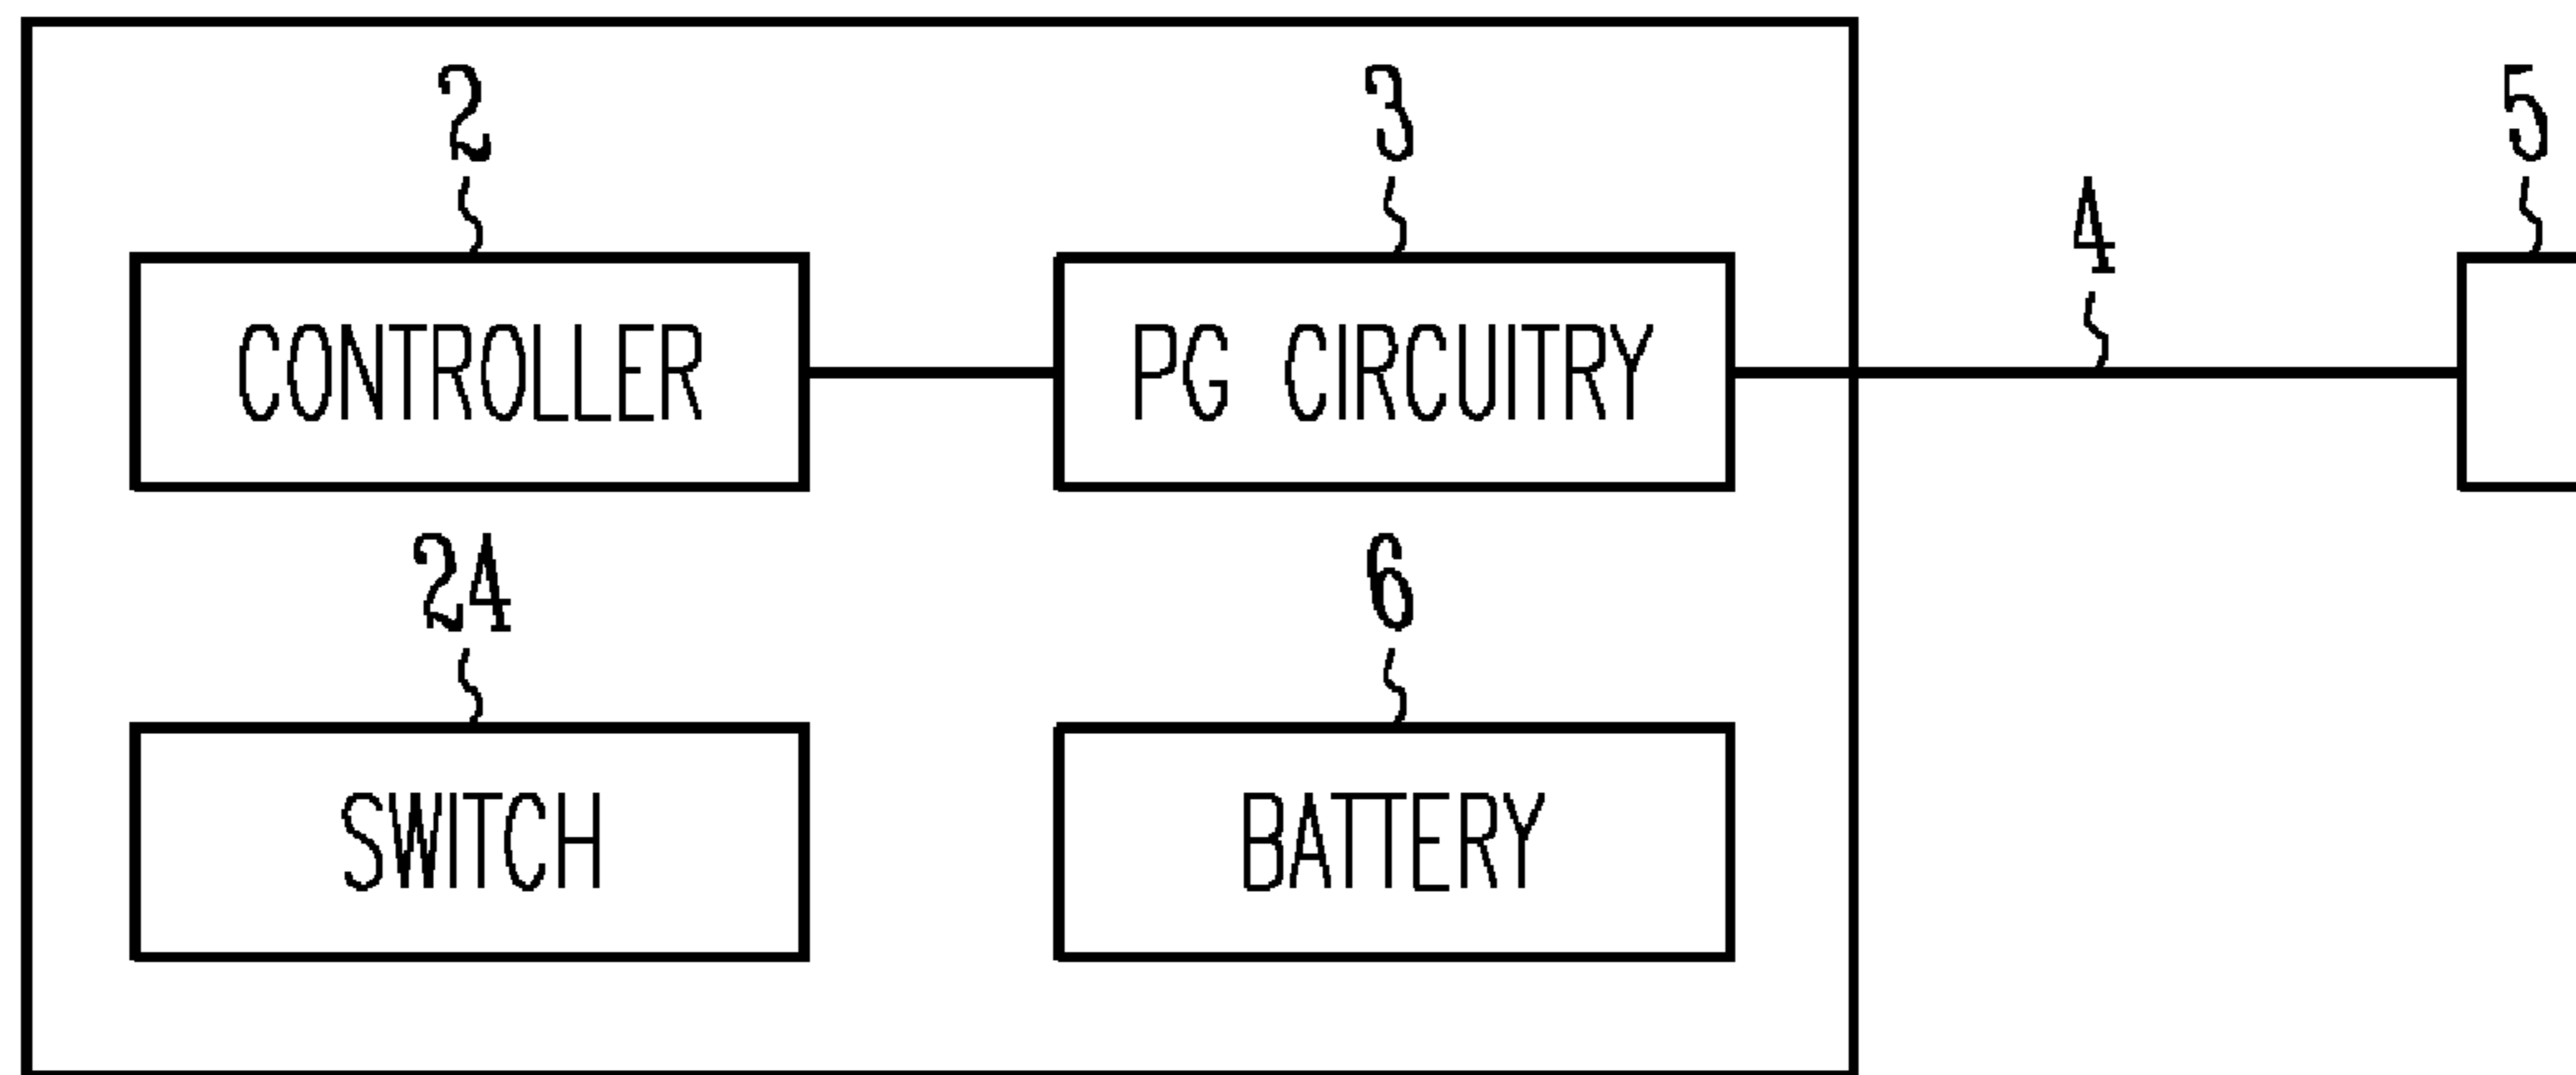 2 3 5
4
CONTROLLER PG CIRCUITRY
24 6
SWITCH BATTERY